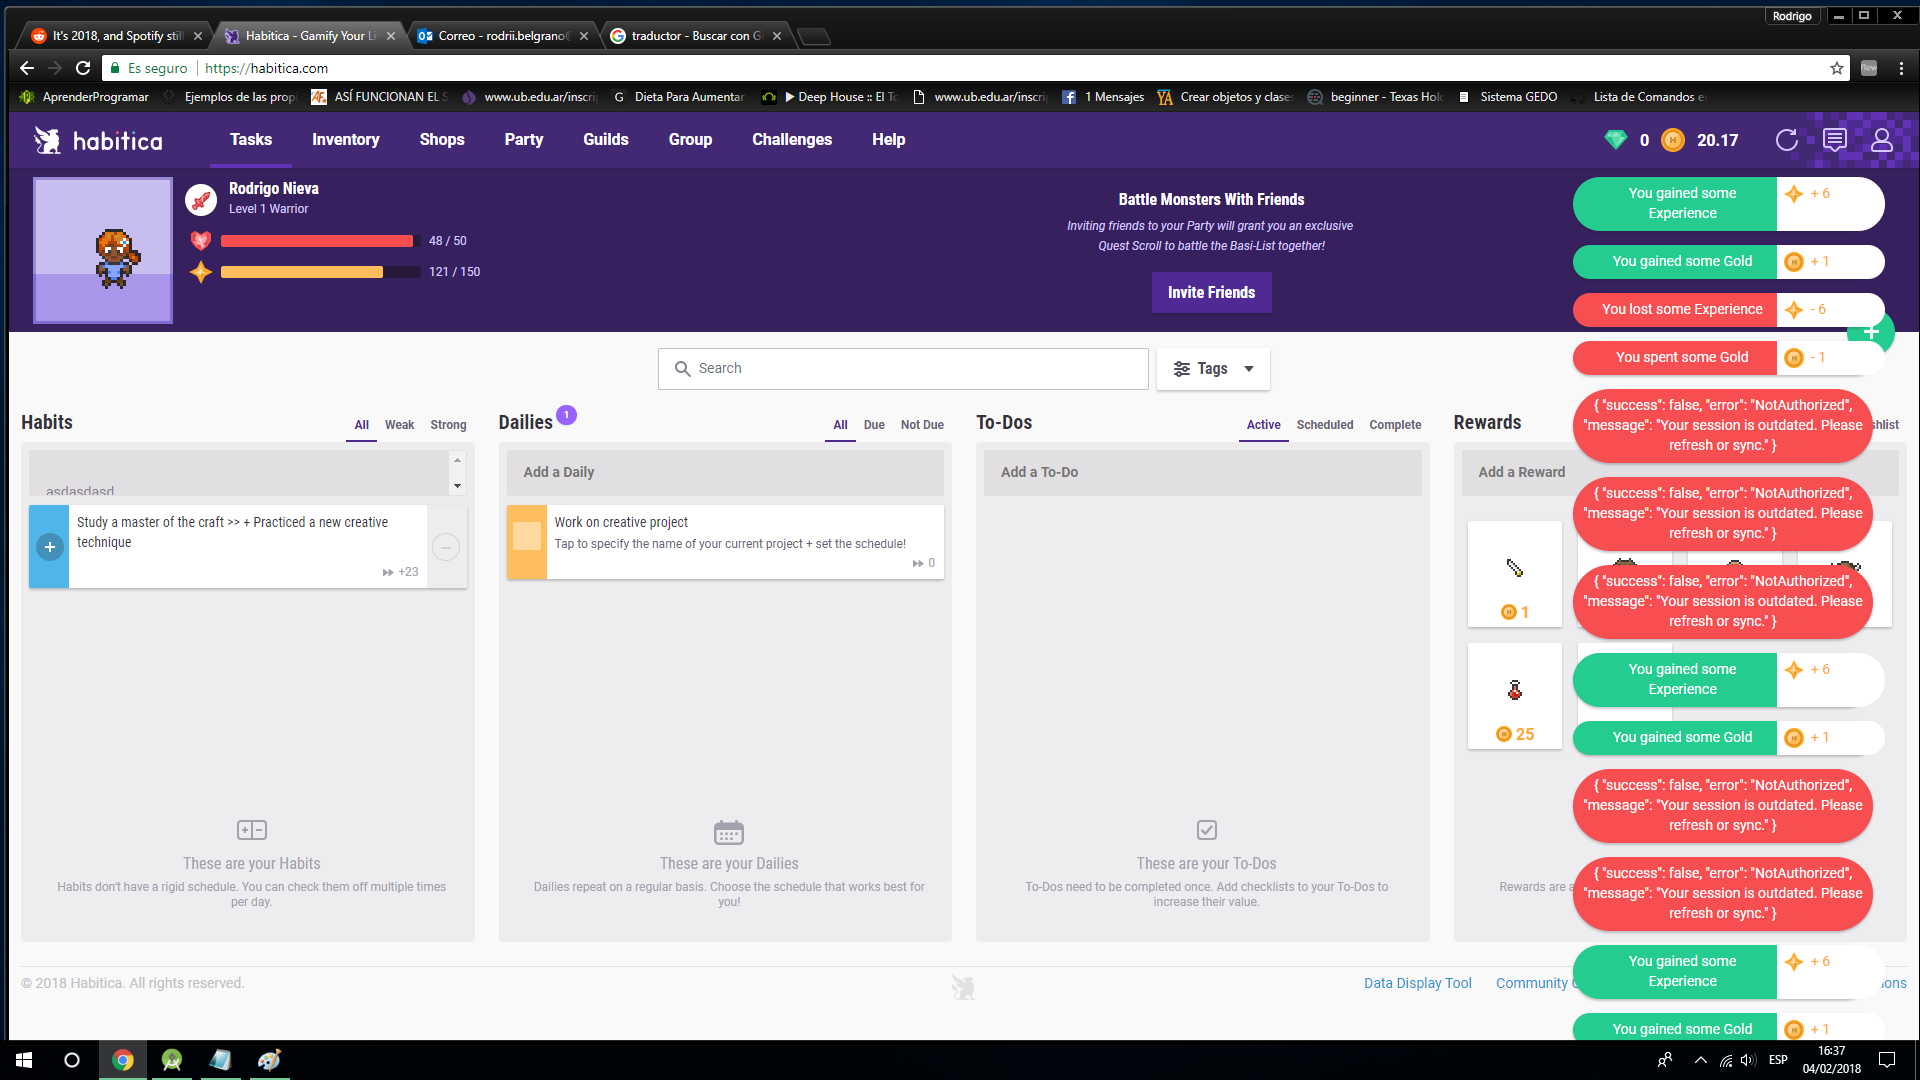 Rodrigo
It's 2018, and Spotify stil
Habitica - Gamify Your Li
Correo - rodrii.belgrano@
traductor - Buscar con G
Es seguro
https://habitica.com
AprenderProgramar
Ejemplos de las propi
ASÍ FUNCIONAN EL S
www.ub.edu.ar/inscri
Dieta Para Aumentar
▶ Deep House :: El To
www.ub.edu.ar/inscri
1 Mensajes
Crear objetos y clase
beginner - Texas Hol
Sistema GEDO
Lista de Comandos e
habitica
Tasks
Inventory
Shops
Party
Guilds
Group
Challenges
Help
0
20.17
Rodrigo Nieva
Level 1 Warrior
48 / 50
121 / 150
Battle Monsters With Friends
Inviting friends to your Party will grant you an exclusive
Quest Scroll to battle the Basi-List together!
Invite Friends
You gained some
Experience
+ 6
You gained some Gold
+ 1
You lost some Experience
- 6
You spent some Gold
- 1
{ "success": false, "error": "NotAuthorized",
"message": "Your session is outdated. Please
refresh or sync." }
{ "success": false, "error": "NotAuthorized",
"message": "Your session is outdated. Please
refresh or sync." }
{ "success": false, "error": "NotAuthorized",
"message": "Your session is outdated. Please
refresh or sync." }
You gained some
Experience
+ 6
You gained some Gold
+ 1
{ "success": false, "error": "NotAuthorized",
"message": "Your session is outdated. Please
refresh or sync." }
{ "success": false, "error": "NotAuthorized",
"message": "Your session is outdated. Please
refresh or sync." }
You gained some
Experience
+ 6
You gained some Gold
+ 1
Search
Tags
Habits
All
Weak
Strong
asdasdasd
Study a master of the craft >> + Practiced a new creative
technique
+23
These are your Habits
Habits don't have a rigid schedule. You can check them off multiple times
per day.
Dailies
1
All
Due
Not Due
Add a Daily
Work on creative project
Tap to specify the name of your current project + set the schedule!
0
These are your Dailies
Dailies repeat on a regular basis. Choose the schedule that works best for
you!
To-Dos
Active
Scheduled
Complete
Add a To-Do
These are your To-Dos
To-Dos need to be completed once. Add checklists to your To-Dos to
increase their value.
Rewards
hlist
Add a Reward
1
25
Rewards are a
© 2018 Habitica. All rights reserved.
Data Display Tool
Community
ions
ESP
16:37
04/02/2018